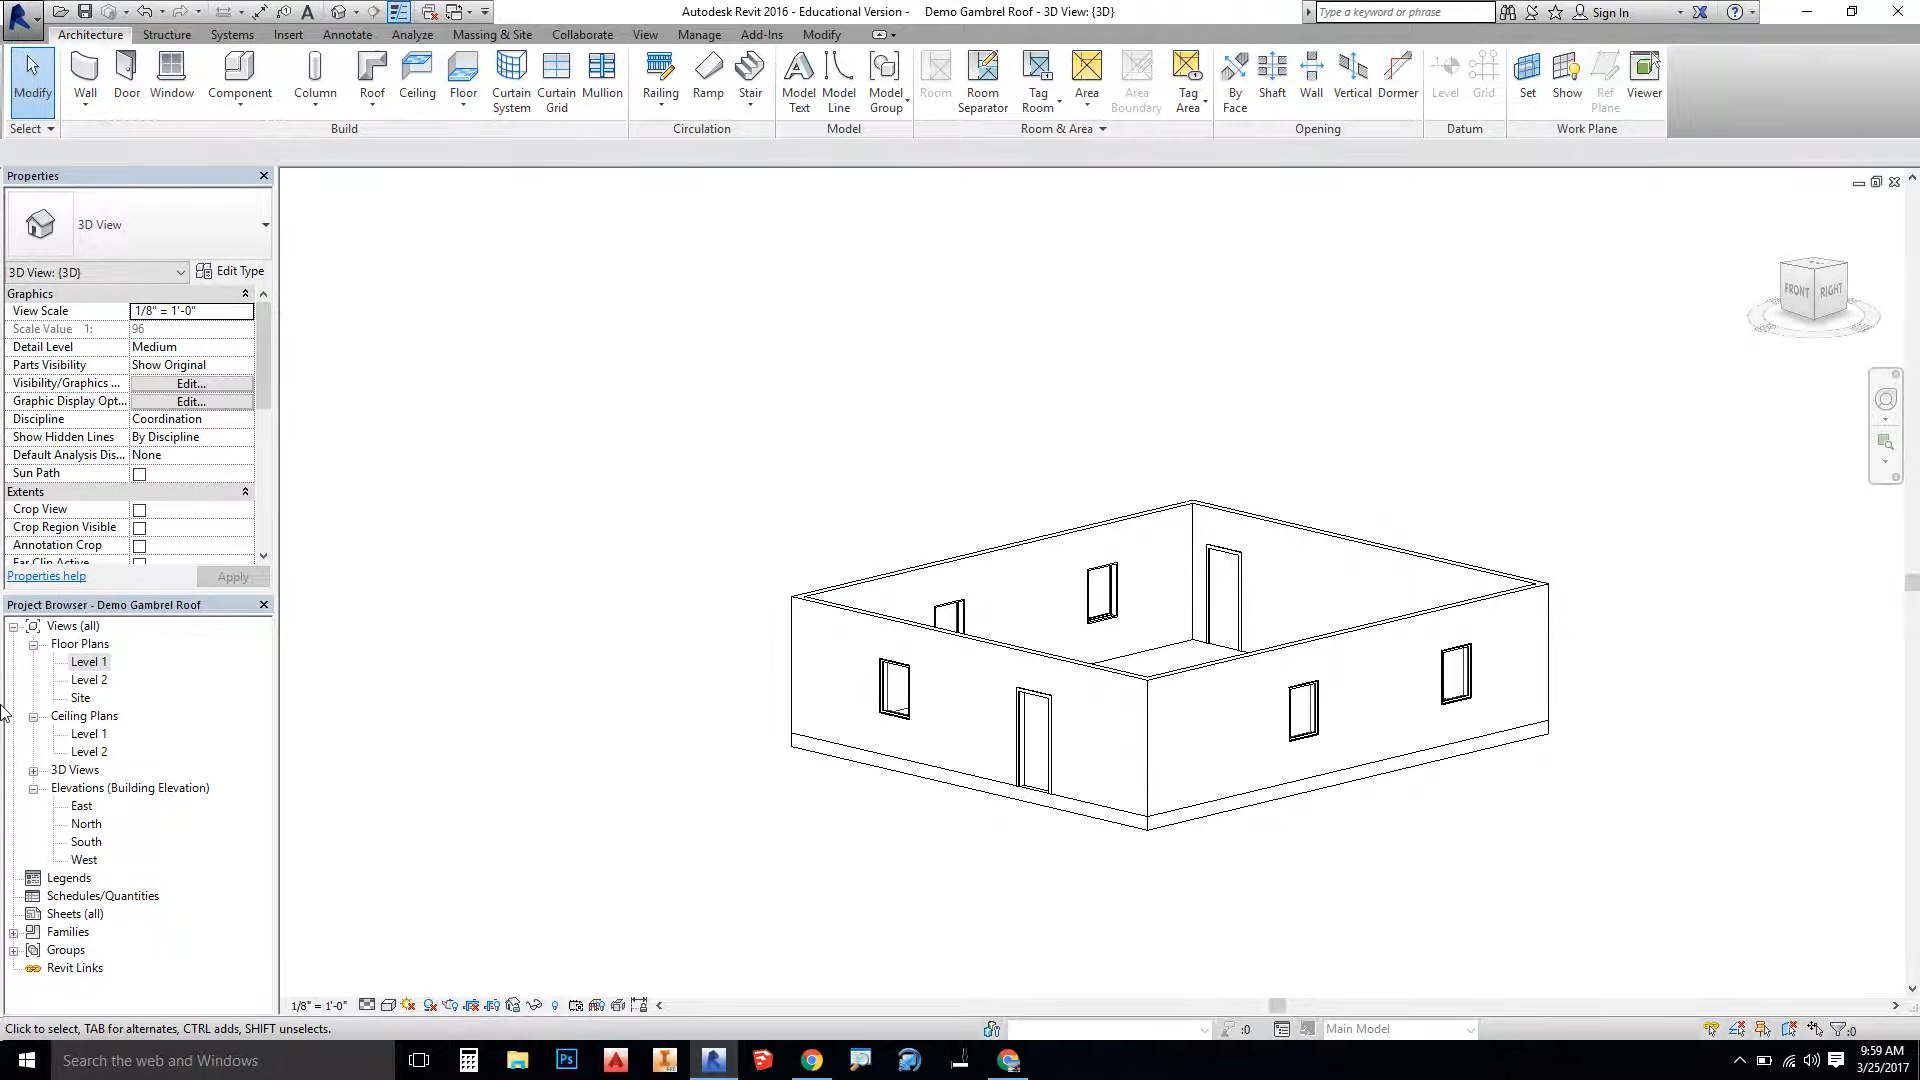 Autodesk Revit 2016 - Educational Version - Demo Gambrel Roof - 3D View: {3D}
Type a keyword or phrase
Sign In
Architecture Structure Systems Insert Annotate Analyze Massing & Site Collaborate View Manage Add-Ins Modify
Modify Wall Door Window Component Column Roof Ceiling Floor Curtain System Curtain Grid Mullion Railing Ramp Stair Model Text Model Line Model Group Room Room Separator Tag Room Area Area Boundary Tag Area By Face Shaft Wall Vertical Dormer Level Grid Set Show Ref Plane Viewer
Select Build Circulation Model Room & Area Opening Datum Work Plane
Properties
3D View
3D View: {3D} Edit Type
Graphics
View Scale 1/8" = 1'-0"
Scale Value 1: 96
Detail Level Medium
Parts Visibility Show Original
Visibility/Graphics ... Edit...
Graphic Display Opt... Edit...
Discipline Coordination
Show Hidden Lines By Discipline
Default Analysis Dis... None
Sun Path
Extents
Crop View
Crop Region Visible
Annotation Crop
Far Clip Active
Properties help Apply
Project Browser - Demo Gambrel Roof
Views (all)
Floor Plans
Level 1
Level 2
Site
Ceiling Plans
Level 1
Level 2
3D Views
Elevations (Building Elevation)
East
North
South
West
Legends
Schedules/Quantities
Sheets (all)
Families
Groups
Revit Links
FRONT RIGHT
1/8" = 1'-0"
Click to select, TAB for alternates, CTRL adds, SHIFT unselects.
:0
Main Model
:0
Search the web and Windows
Ps
9:59 AM
3/25/2017